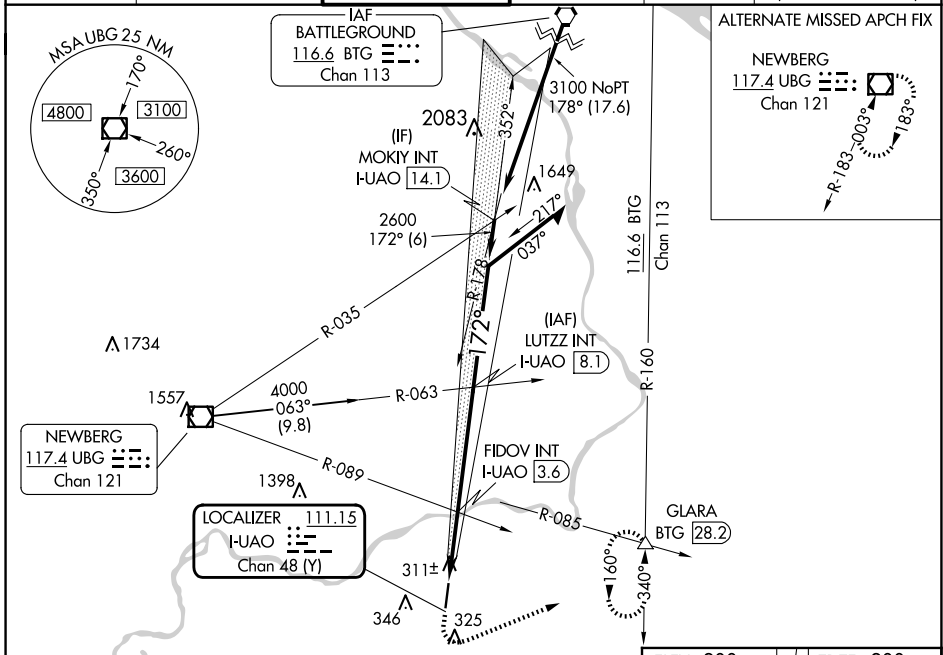 MSA UBG 25 NM
170°
4800
3100
260°
3600
350°
IAF
BATTLEGROUND
116.6 BTG
Chan 113
ALTERNATE MISSED APCH FIX
NEWBERG
117.4 UBG
Chan 121
R-183
003°
183°
3100 NoPT
178° (17.6)
352°
2083
(IF)
MOKIY INT
I-UAO 14.1
1649
217°
037°
2600
172° (6)
R-178
116.6 BTG
Chan 113
R-035
172°
(IAF)
LUTZZ INT
I-UAO 8.1
R-160
1734
1557
4000
063°
(9.8)
R-063
NEWBERG
117.4 UBG
Chan 121
R-089
FIDOV INT
I-UAO 3.6
1398
LOCALIZER 111.15
I-UAO
Chan 48 (Y)
R-085
GLARA
BTG 28.2
311±
160°
340°
346
325